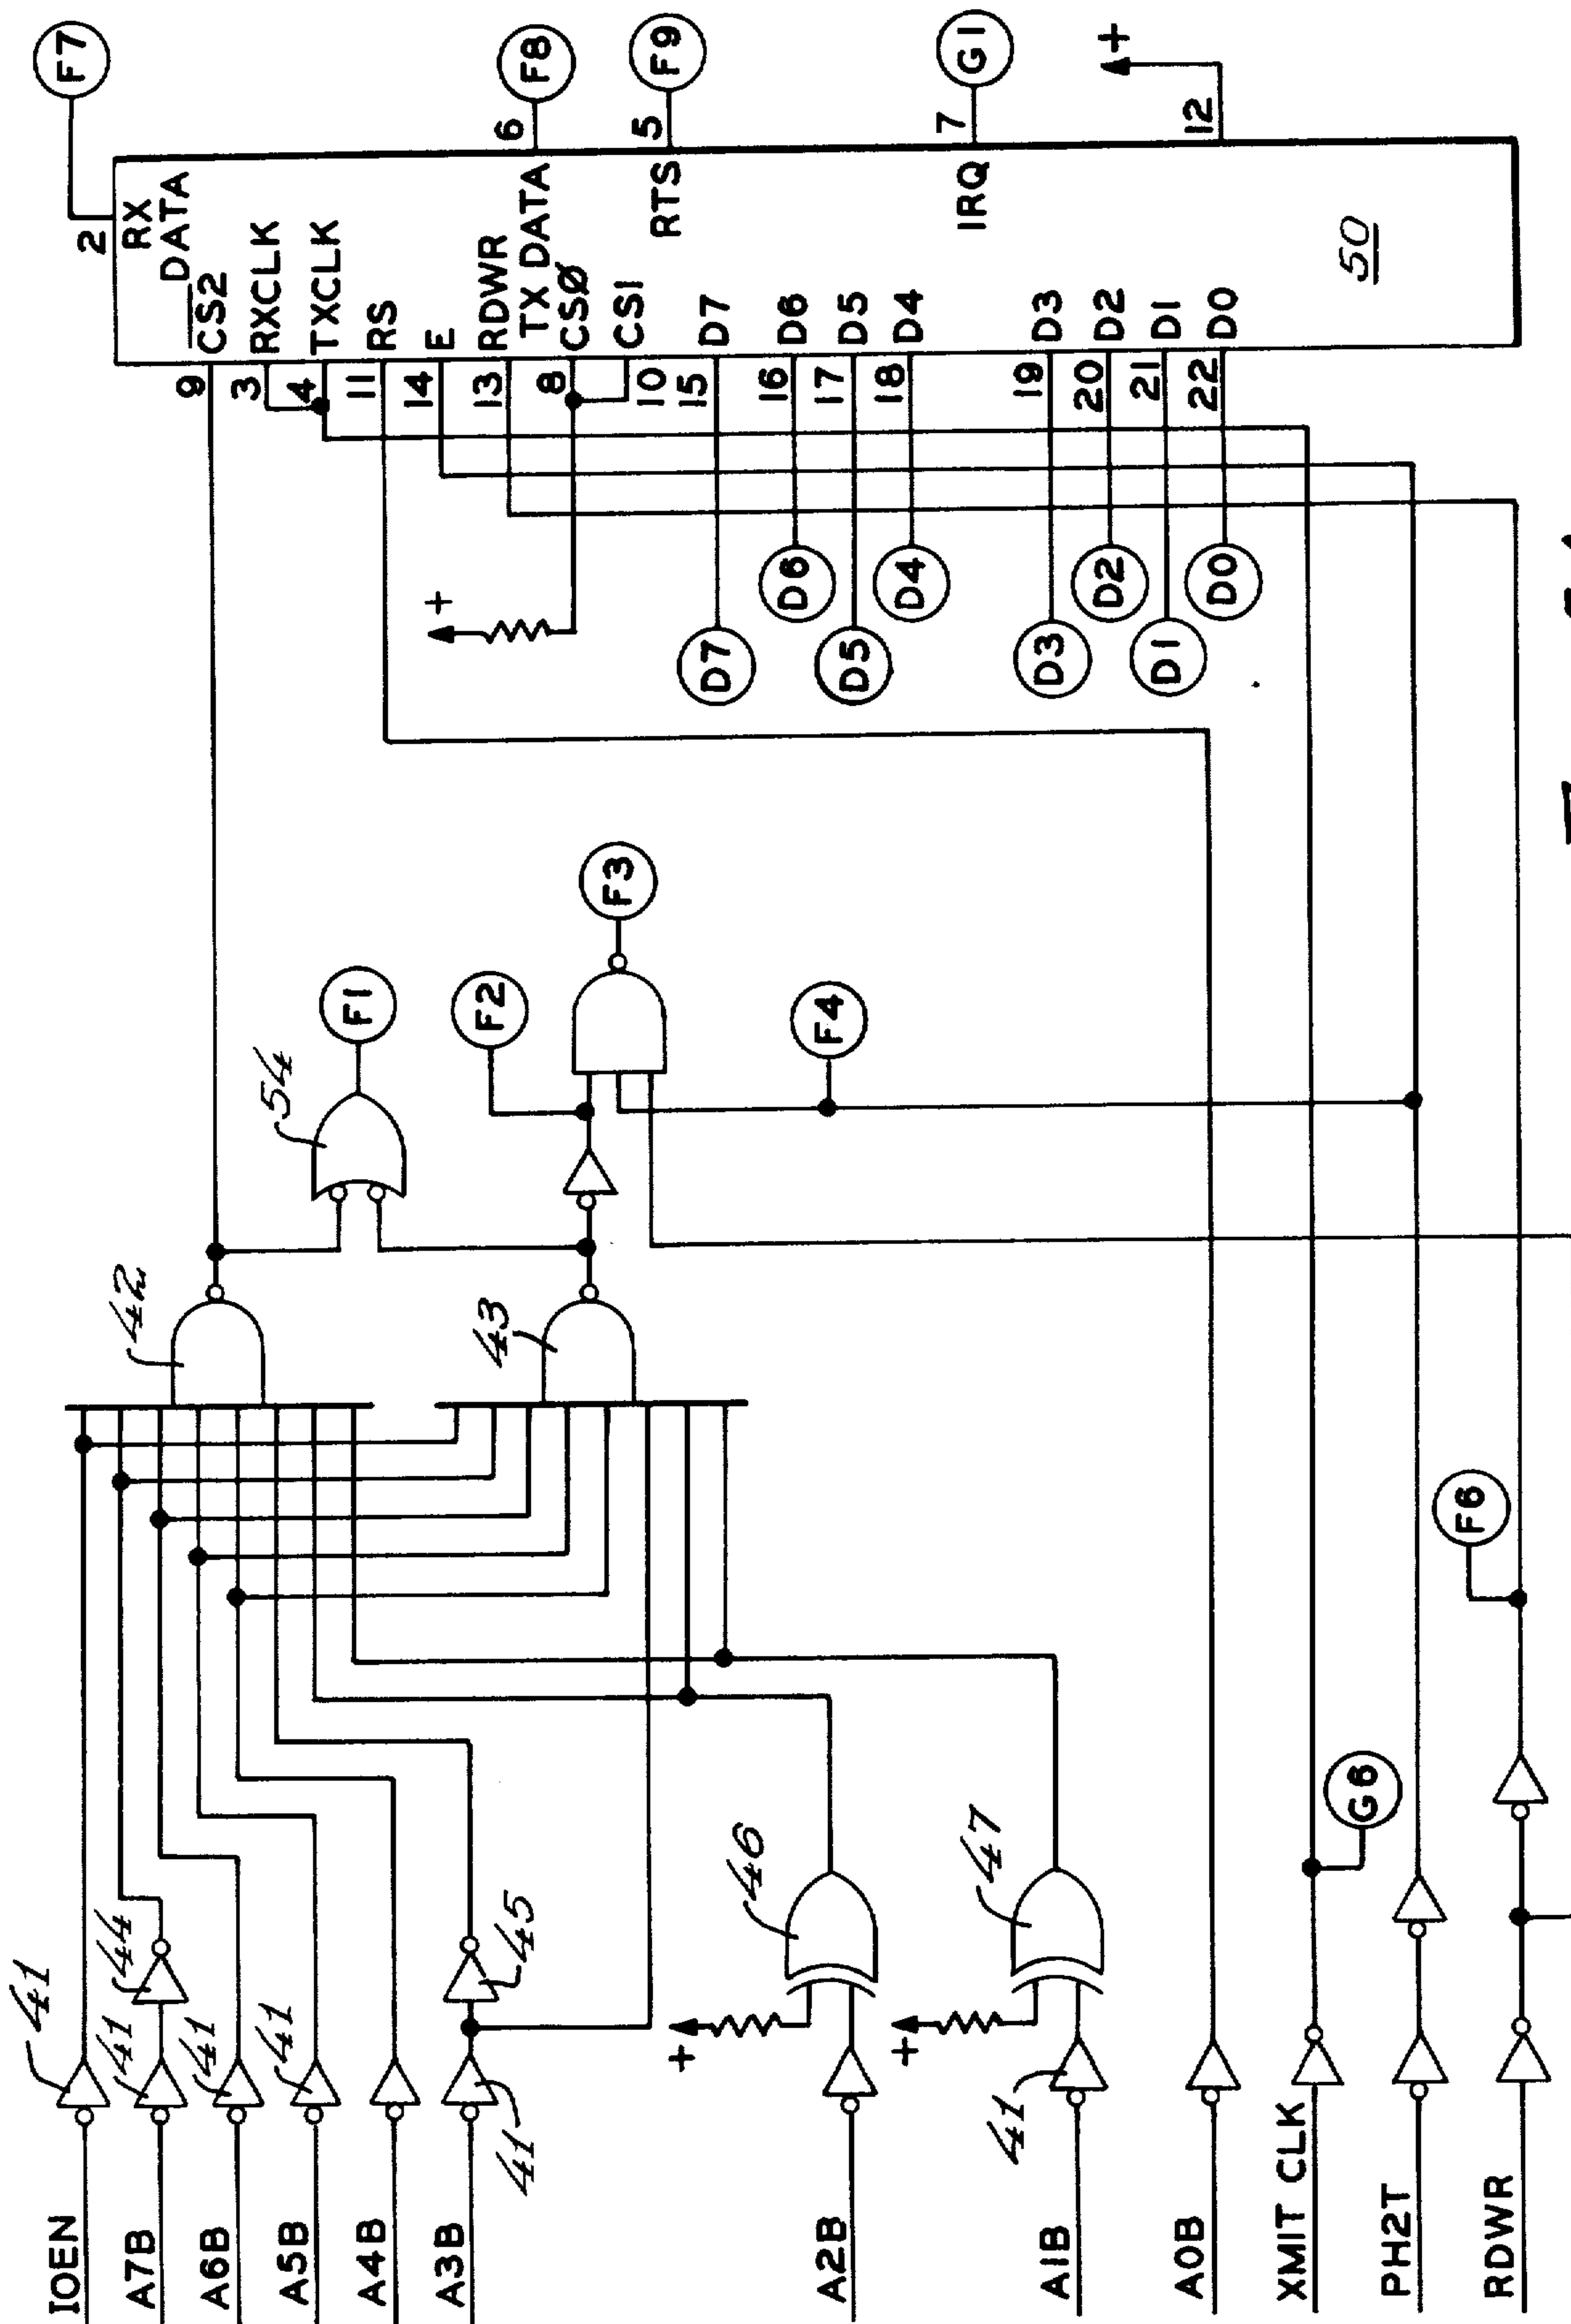 IOEN
A7B
A6B
A5B
A4B
A3B
A2B
A1B
A0B
XMIT CLK
PH2T
RDWR
41
41
44
41
41
41
45
46
47
41
G6
F6
42
43
54
F1
F2
F3
F4
+
+
+
D7
D6
D5
D4
D3
D2
D1
D0
9
3
4
11
14
13
8
10
15
16
17
18
19
20
21
22
CS2
RXCLK
TXCLK
RS
E
RDWR
CSØ
CS1
D7
D6
D5
D4
D3
D2
D1
D0
2
RX
DATA
TX DATA
RTS
IRQ
50
6
5
7
12
F7
F8
F9
G1
+